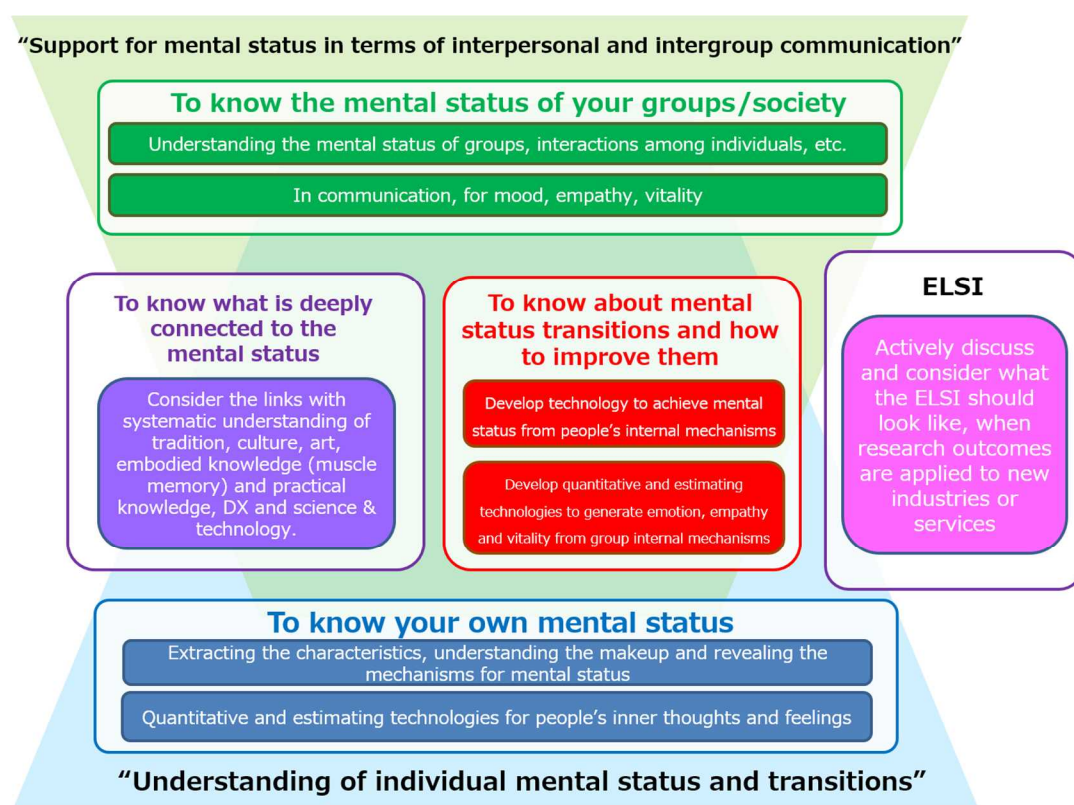 “Support for mental status in terms of interpersonal and intergroup communication”
To know the mental status of your groups/society
Understanding the mental status of groups, interactions among individuals, etc.
In communication, for mood, empathy, vitality
To know what is deeply
connected to the
mental status
Consider the links with
systematic understanding of
tradition, culture, art,
embodied knowledge (muscle
memory) and practical
knowledge, DX and science &
technology.
To know about mental
status transitions and how
to improve them
Develop technology to achieve mental
status from people’s internal mechanisms
Develop quantitative and estimating
technologies to generate emotion, empathy
and vitality from group internal mechanisms
ELSI
Actively discuss
and consider what
the ELSI should
look like, when
research outcomes
are applied to new
industries or
services
To know your own mental status
Extracting the characteristics, understanding the makeup and revealing the
mechanisms for mental status
Quantitative and estimating technologies for people’s inner thoughts and feelings
“Understanding of individual mental status and transitions”